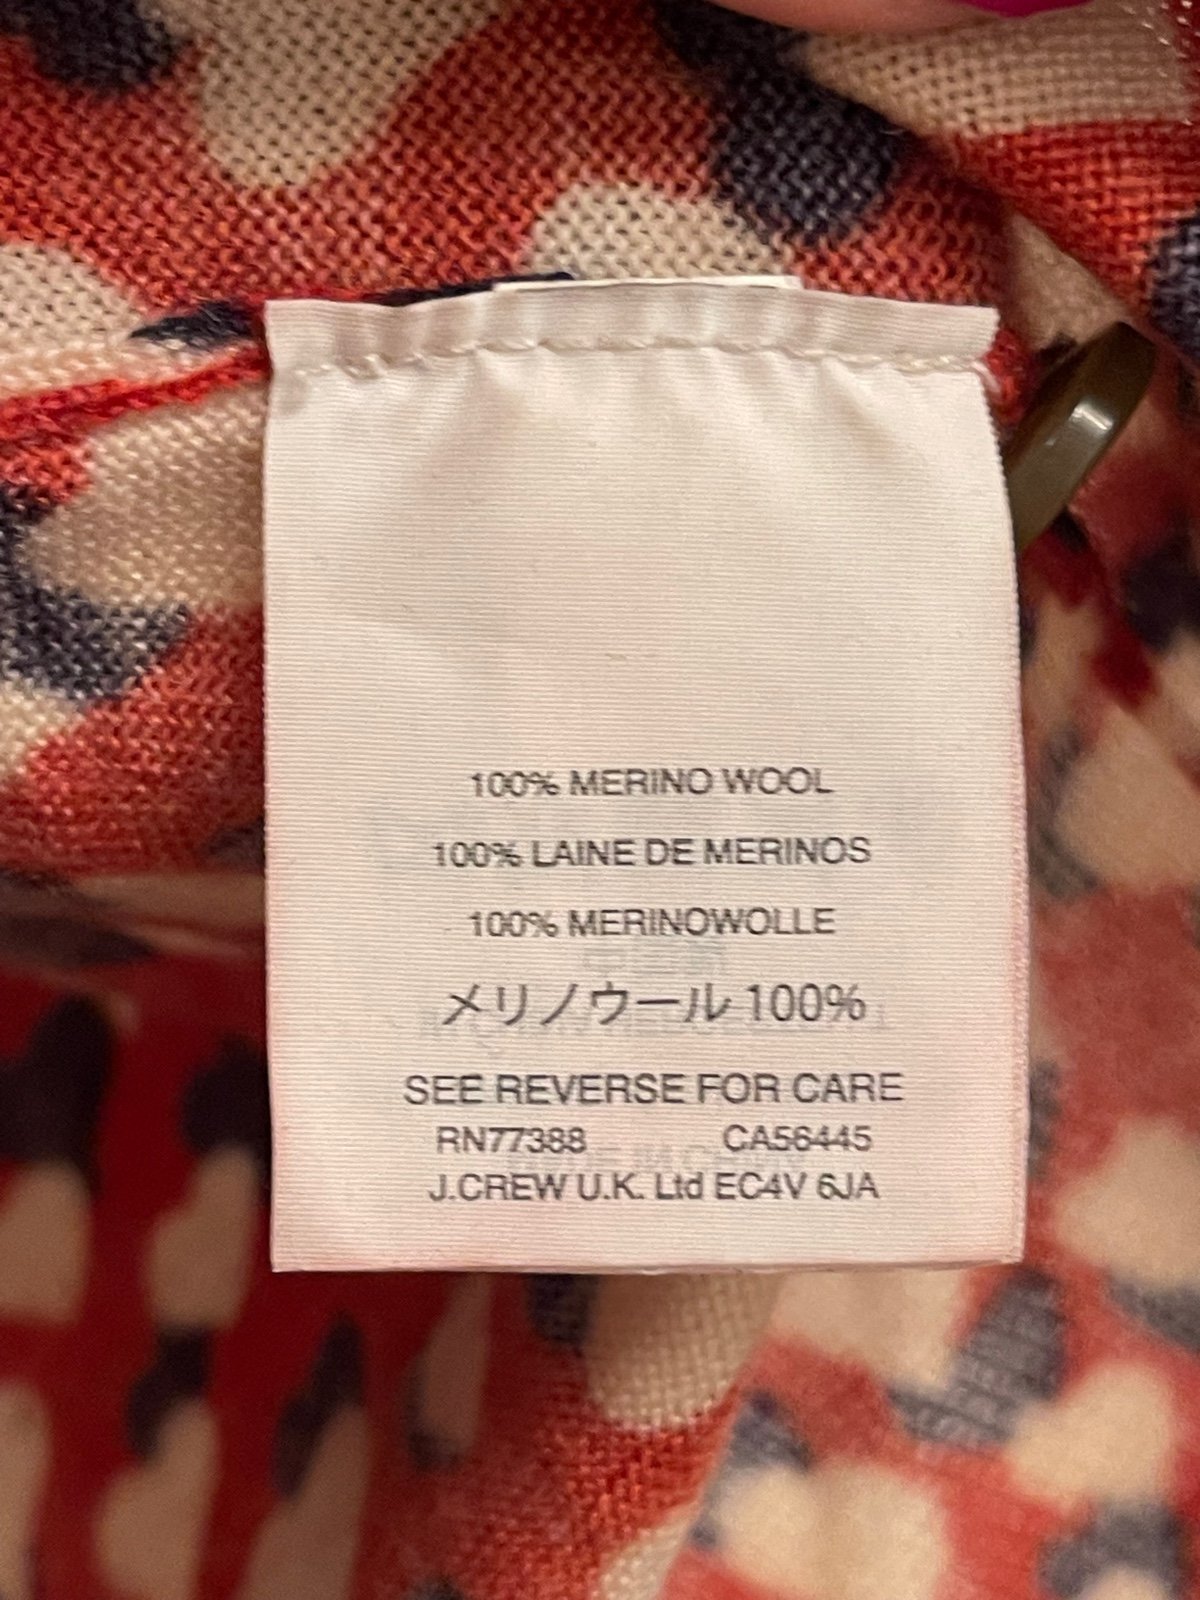 100% MERINO WOOL
100% LAINE DE MERINOS
100% MERINOWOLLE
メリノウール 100%
SEE REVERSE FOR CARE
RN77388 CA56445
J.CREW U.K. Ltd EC4V 6JA